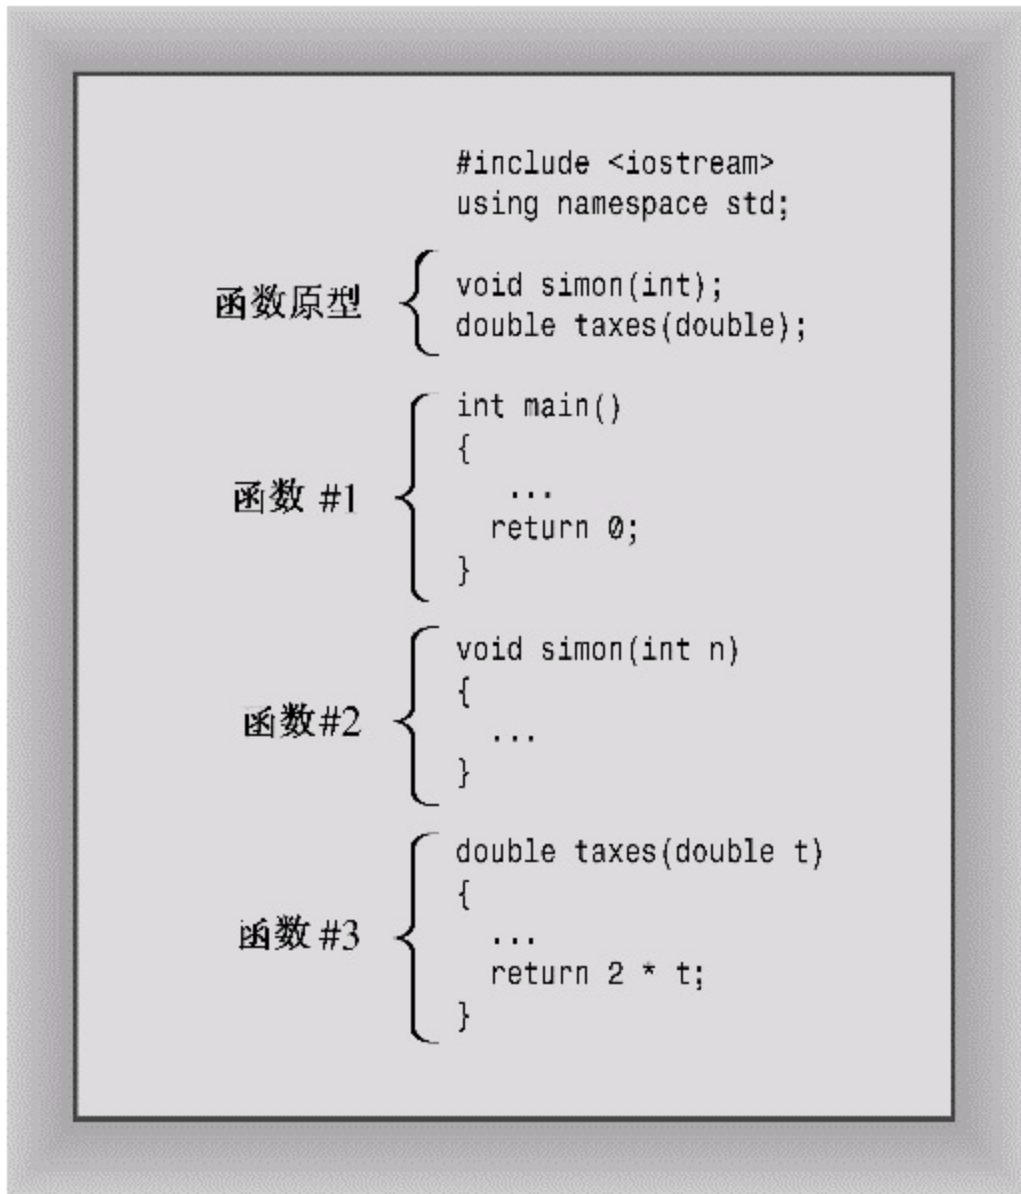 #include <iostream>
using namespace std;
函数原型
void simon(int);
double taxes(double);
函数 #1
int main()
{
...
return 0;
}
函数#2
void simon(int n)
{
...
}
函数 #3
double taxes(double t)
{
...
return 2 * t;
}